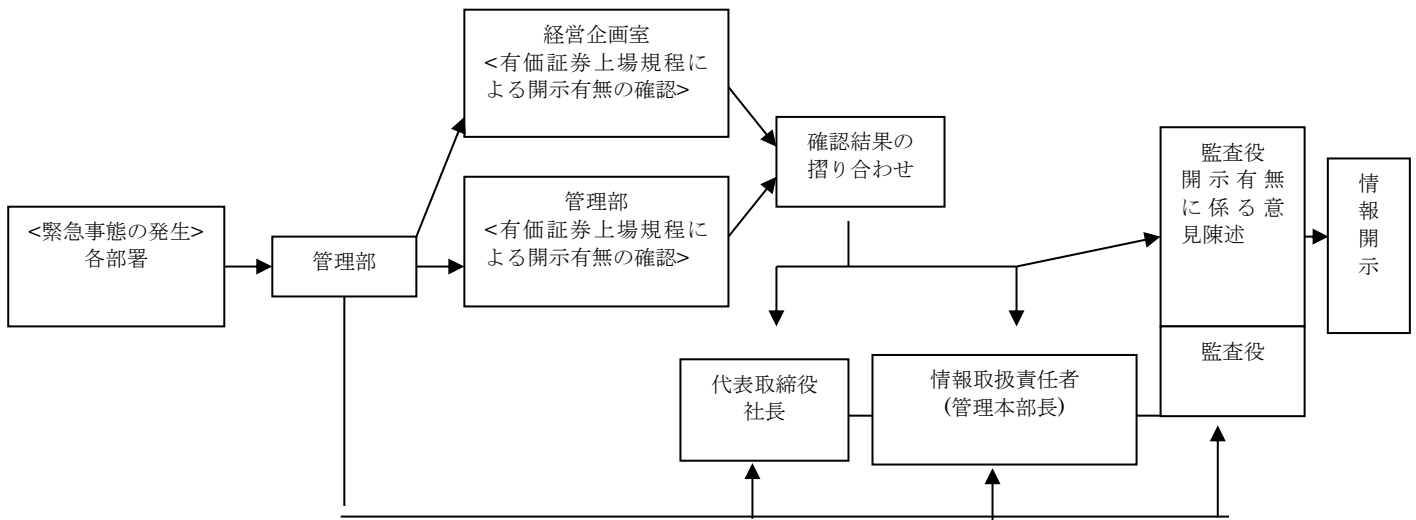 経営企画室
<有価証券上場規程に
よる開示有無の確認>
確認結果の
摺り合わせ
監査役
開示有無
に係る意
見陳述
情
報
開
示
管理部
<有価証券上場規程に
よる開示有無の確認>
<緊急事態の発生>
各部署
管理部
監査役
代表取締役
社長
情報取扱責任者
(管理本部長)